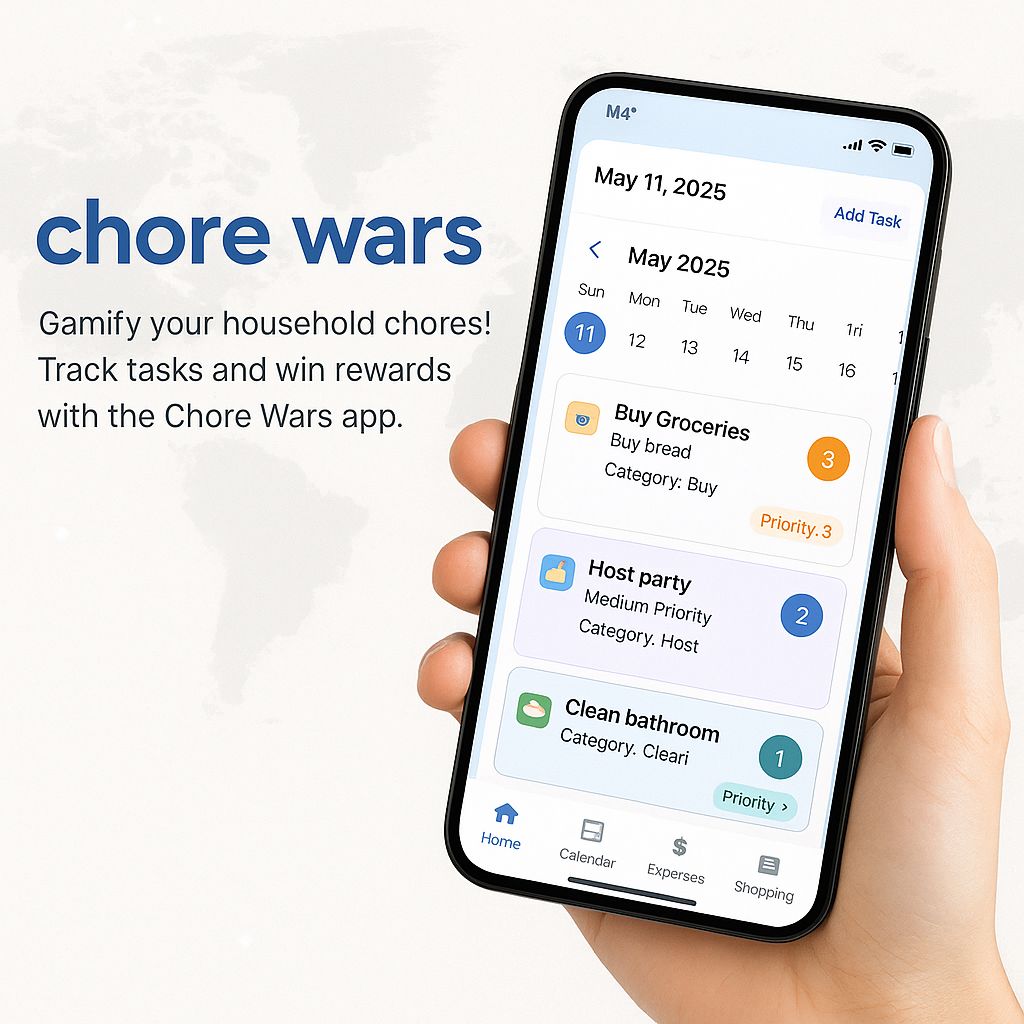 chore wars
Gamify your household chores!
Track tasks and win rewards
with the Chore Wars app.
M4°
May 11, 2025
Add Task
May 2025
Sun Mon Tue Wed Thu 1ri
11 12 13 14 15 16
Buy Groceries
Buy bread
Category: Buy
3
Priority.3
Host party
Medium Priority
Category. Host
2
Clean bathroom
Category. Cleari
1
Priority ›
Home
Calendar
$
Experses
Shopping